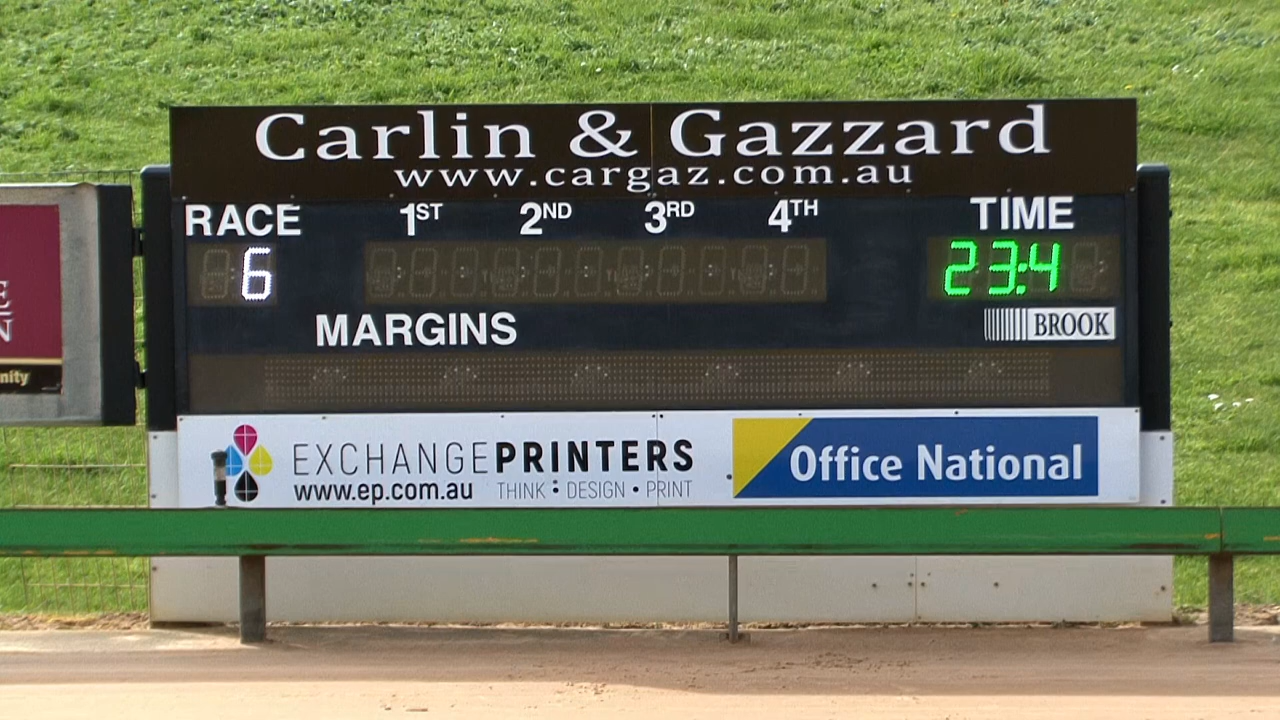 Carlin & Gazzard
www.cargaz.com.au
RACE 1ST 2ND 3RD 4TH TIME
6 23:4
MARGINS BROOK
E
N
nity
EXCHANGEPRINTERS
www.ep.com.au THINK • DESIGN • PRINT
Office National